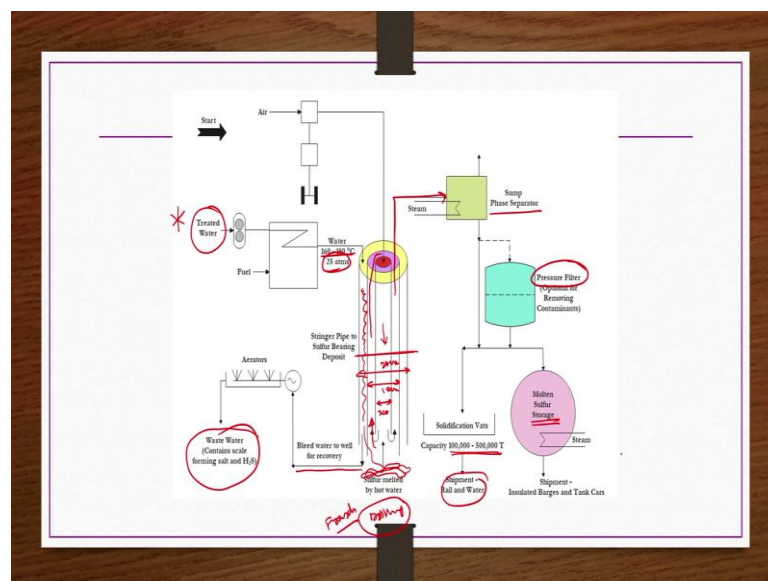 Start
Air
Sump
Phase Separator
Steam
Treated
Water
Water
160 - 180 °C
25 atms
Fuel
Pressure Filter
(Optional for
Removing
Contaminants)
Stringer Pipe to
Sulfur Bearing
Deposit
Aerators
Molten
Sulfur
Storage
Solidification Vats
Steam
Waste Water
(Contains scale
forming salt and H₂S)
Bleed water to well
for recovery
Capacity 100,000 - 500,000 T
Sulfur melted
by hot water
Shipment -
Rail and Water
Shipment -
Insulated Barges and Tank Cars
Frash